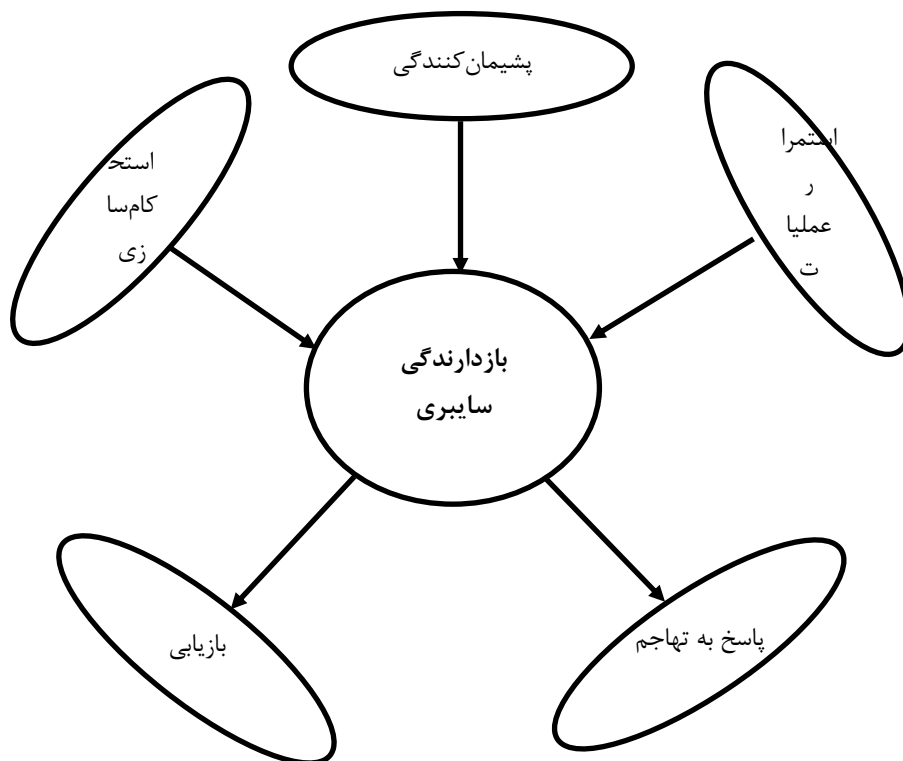 پشیمان‌کنندگی
استمرا
ر
عملیا
ت
استح
کام‌سا
زی
بازدارندگی
سایبری
پاسخ به تهاجم
بازیابی